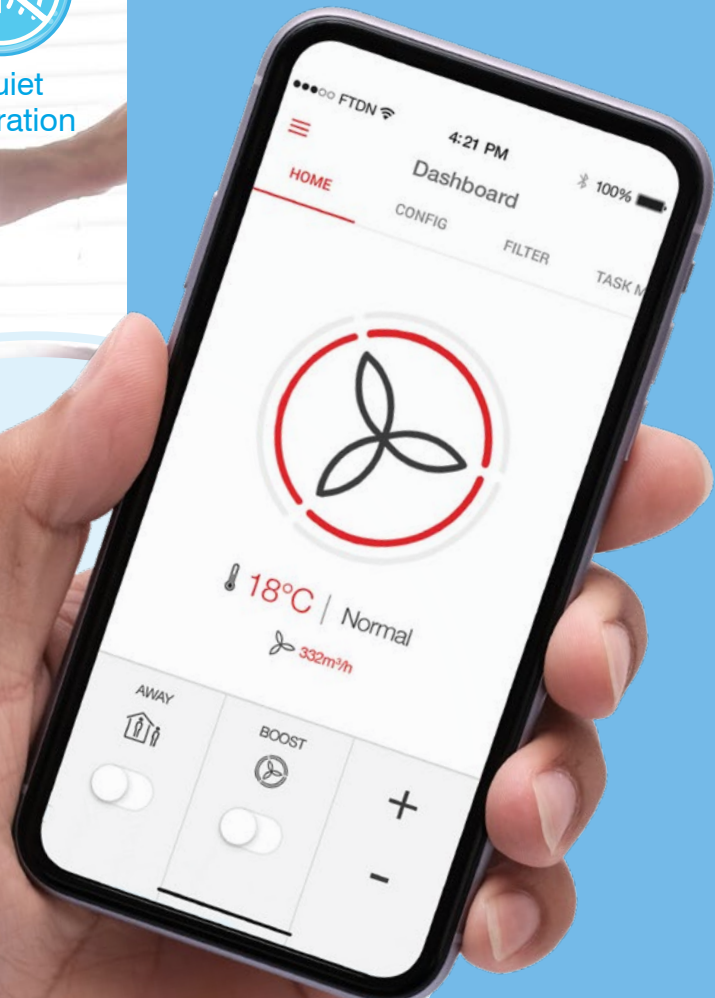 uiet
ration
FTDN
4:21 PM
100%
Dashboard
HOME
CONFIG
FILTER
TASK M
18°C | Normal
332m³/h
AWAY
BOOST
+
-